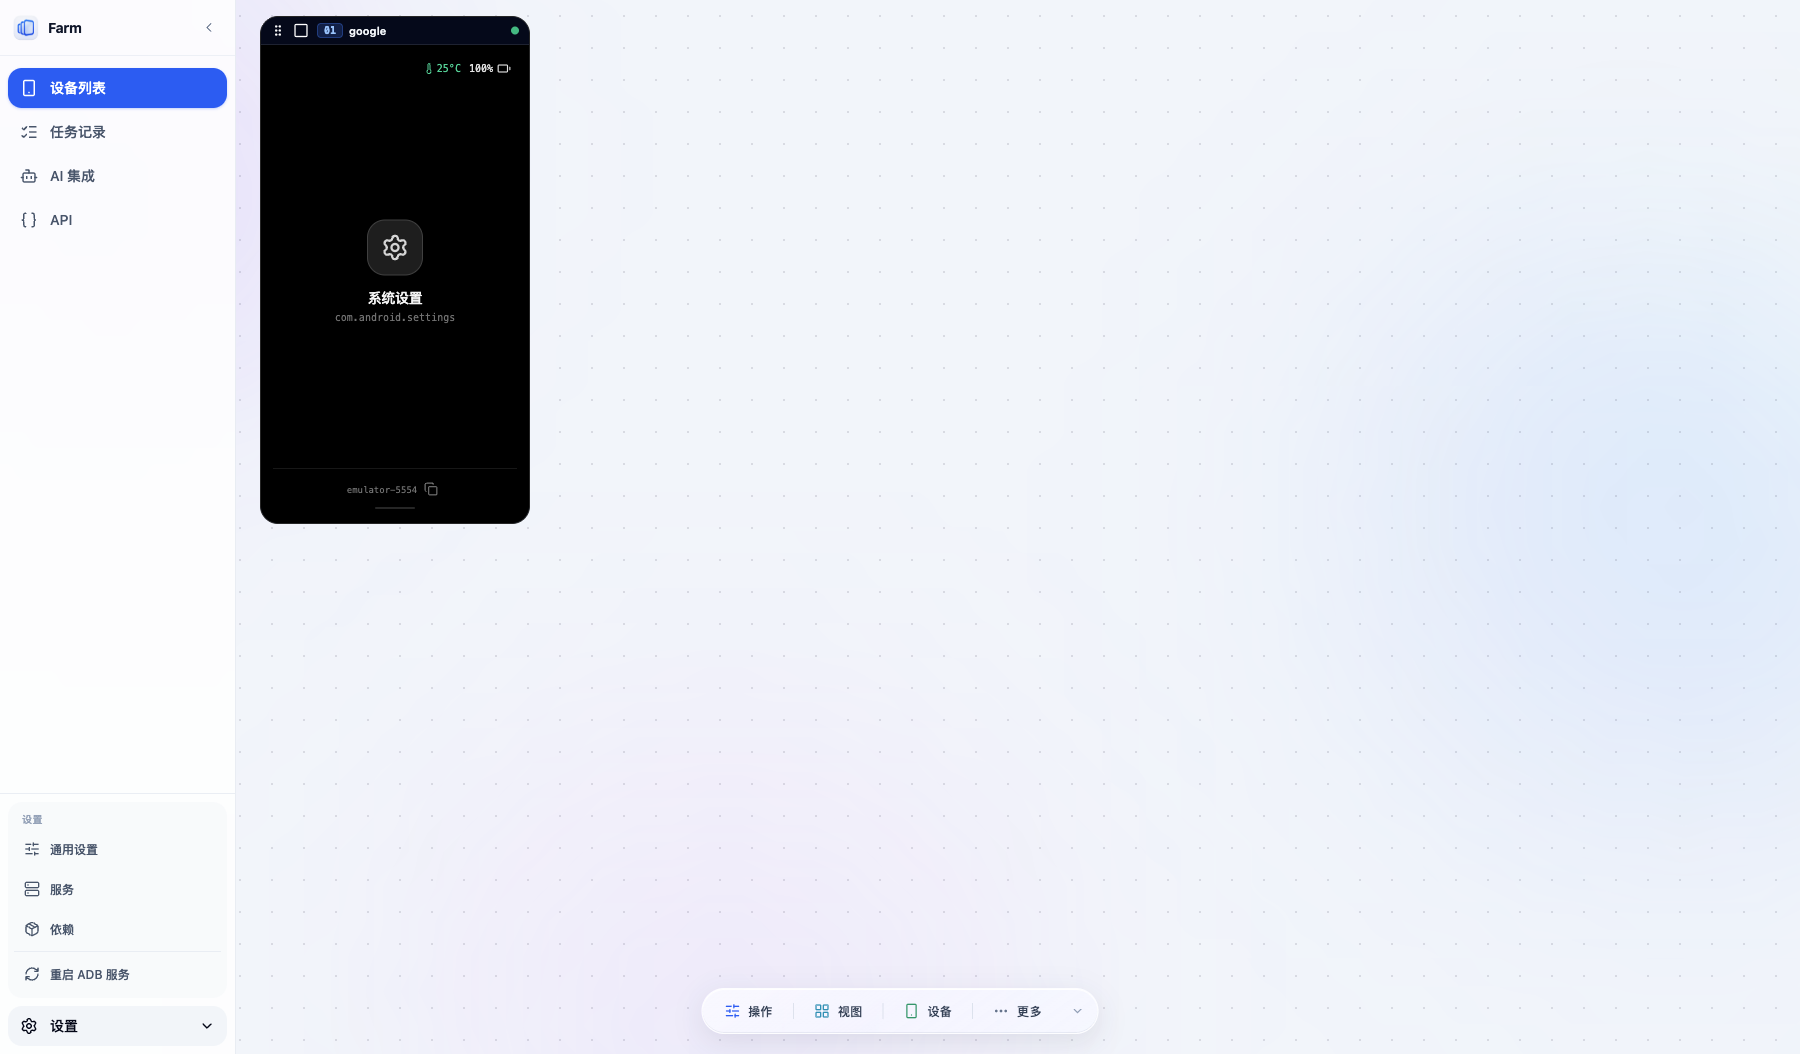 Farm
设备列表
任务记录
AI 集成
API
设置
通用设置
服务
依赖
重启 ADB 服务
设置
01 google
25°C 100%
系统设置
com.android.settings
emulator-5554
操作 视图 设备 更多